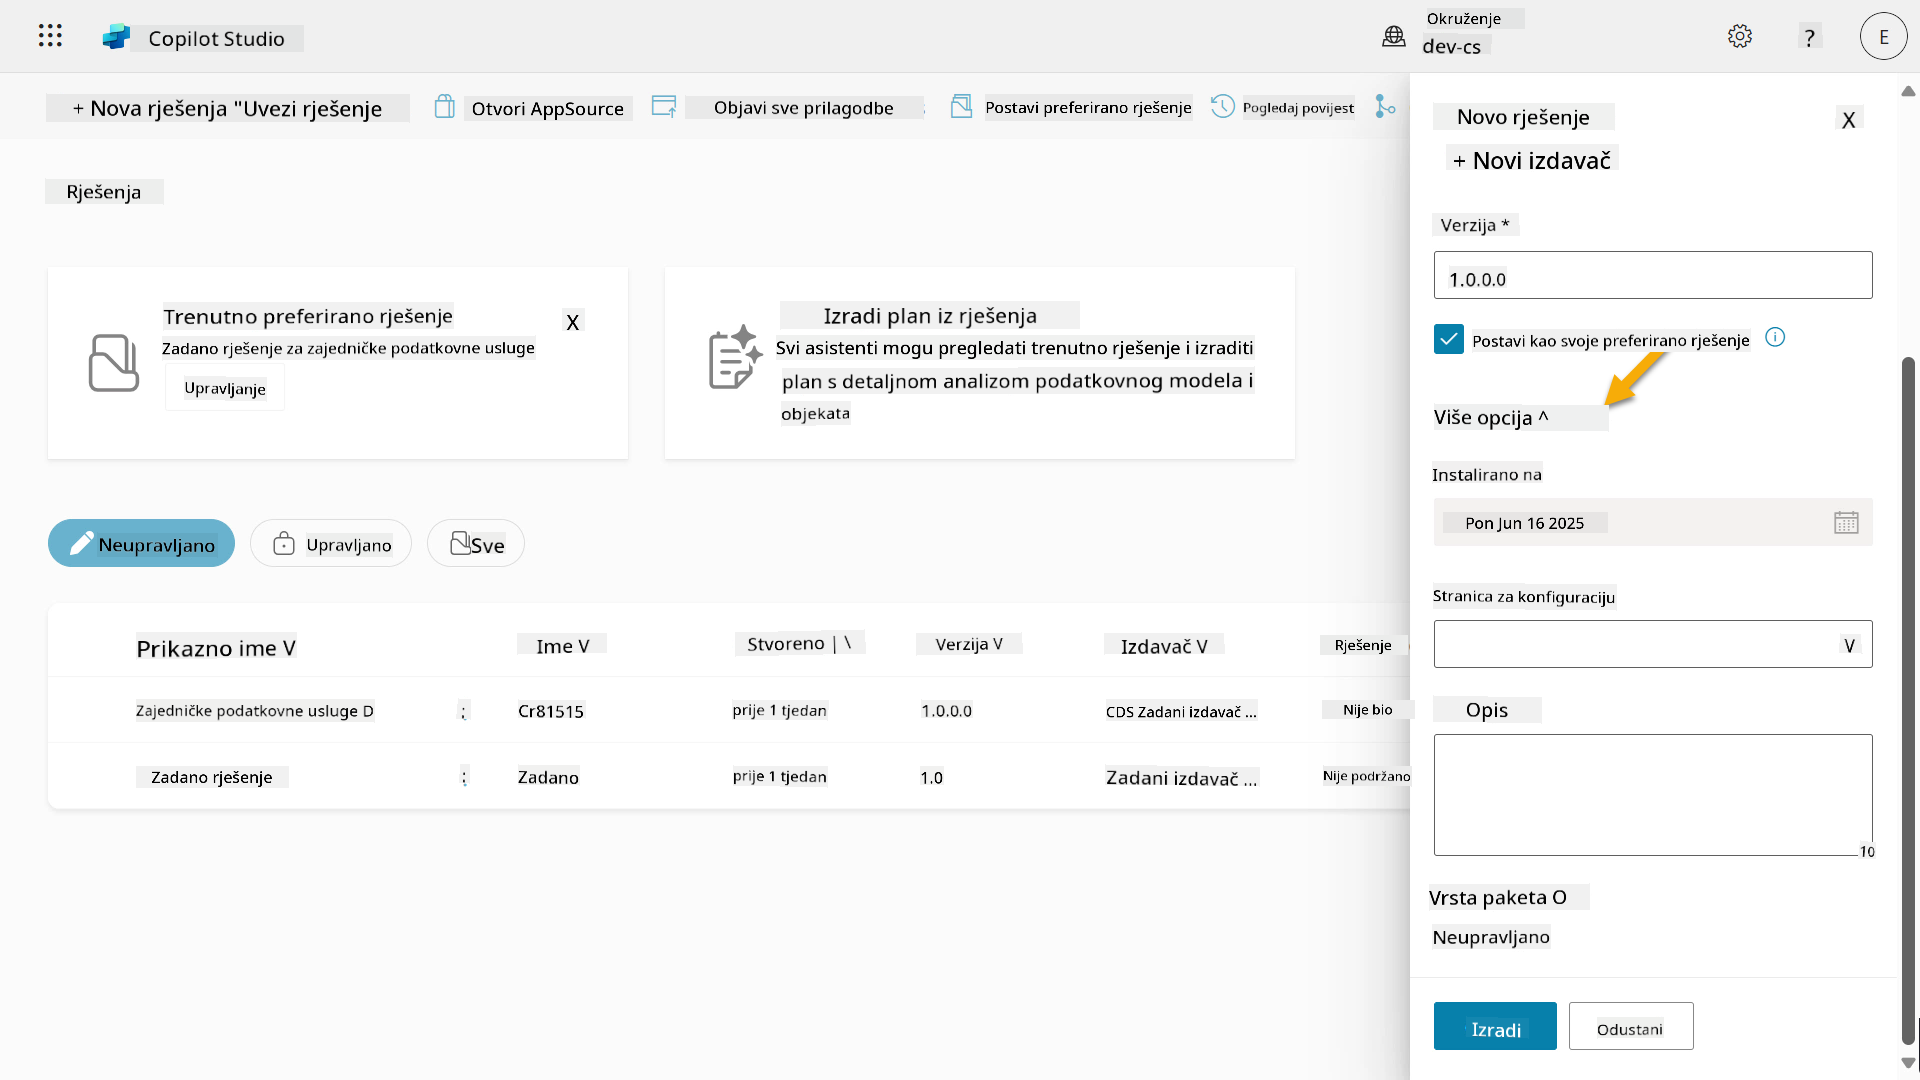 Copilot Studio
Okruženje
dev-cs
?
E
+ Nova rješenja "Uvezi rješenje
Otvori AppSource
Objavi sve prilagodbe
Postavi preferirano rješenje
Pogledaj povijest
Rješenja
Trenutno preferirano rješenje
X
Zadano rješenje za zajedničke podatkovne usluge
Upravljanje
Izradi plan iz rješenja
Svi asistenti mogu pregledati trenutno rješenje i izraditi
plan s detaljnom analizom podatkovnog modela i
objekata
Neupravljano
Upravljano
Sve
Prikazno ime V
Ime V
Stvoreno | \
Verzija V
Izdavač V
Rješenje
Zajedničke podatkovne usluge D
:
Cr81515
prije 1 tjedan
1.0.0.0
CDS Zadani izdavač ...
Nije bio
Zadano rješenje
:
Zadano
prije 1 tjedan
1.0
Zadani izdavač ...
Nije podržano
Novo rješenje
X
+ Novi izdavač
Verzija *
1.0.0.0
Postavi kao svoje preferirano rješenje
Više opcija ^
Instalirano na
Pon Jun 16 2025
Stranica za konfiguraciju
V
Opis
10
Vrsta paketa O
Neupravljano
Izradi
Odustani